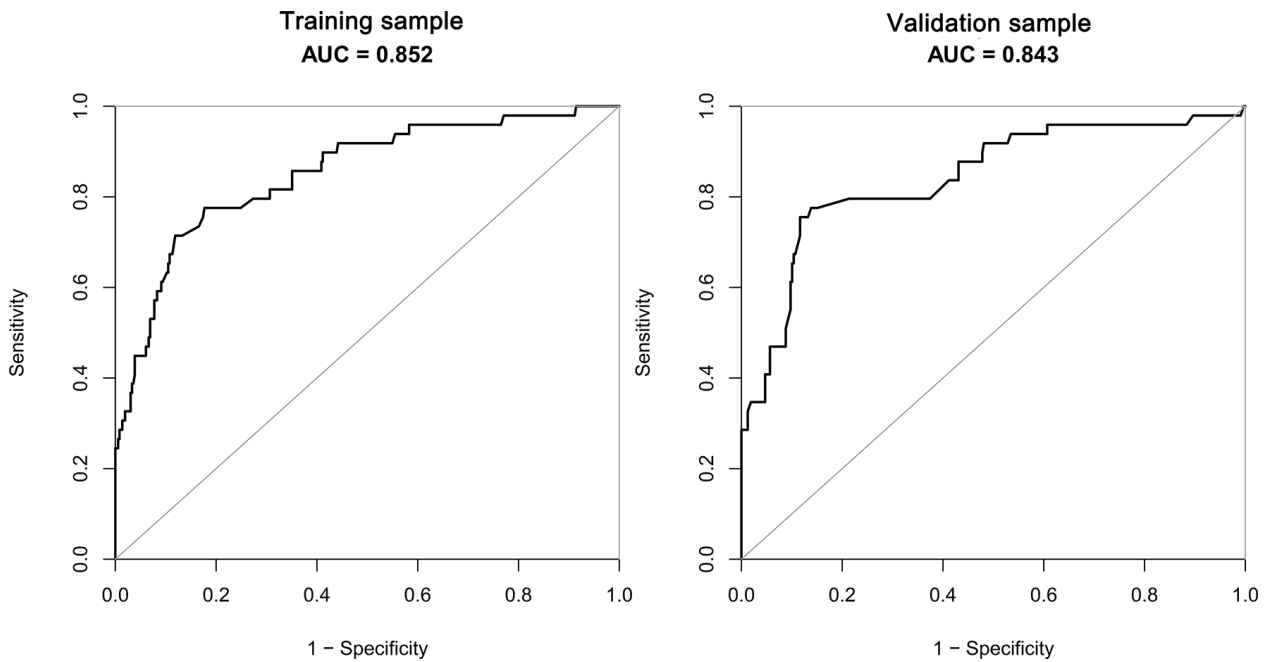 Training sample
AUC = 0.852
1.0
0.8
0.6
0.4
0.2
0.0
Sensitivity
0.0 0.2 0.4 0.6 0.8 1.0
1 − Specificity
Validation sample
AUC = 0.843
1.0
0.8
0.6
0.4
0.2
0.0
Sensitivity
0.0 0.2 0.4 0.6 0.8 1.0
1 − Specificity